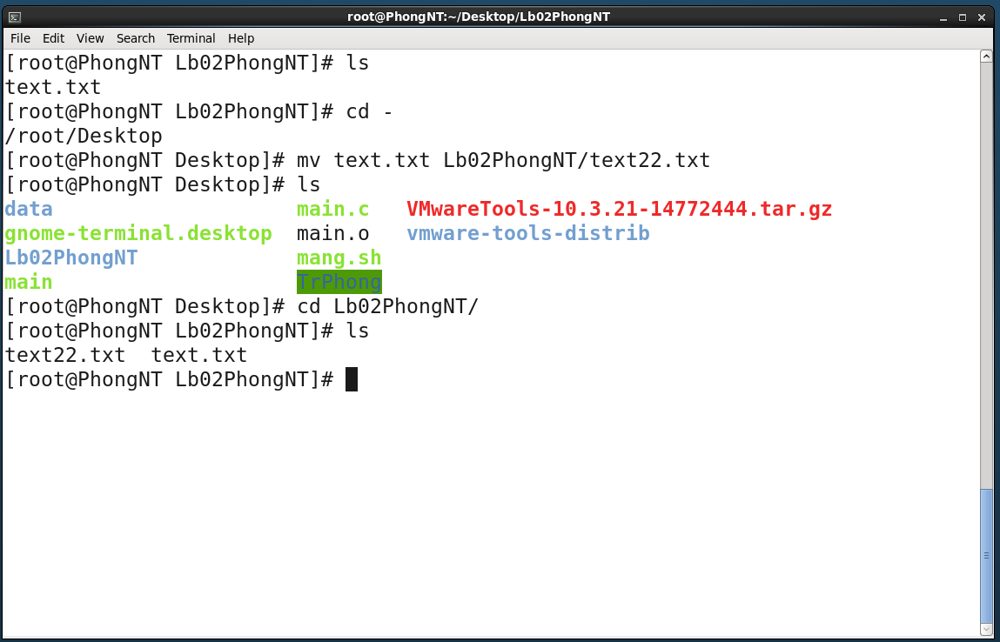 root@PhongNT:~/Desktop/Lb02PhongNT
File Edit View Search Terminal Help
[root@PhongNT Lb02PhongNT]# ls
text.txt
[root@PhongNT Lb02PhongNT]# cd -
/root/Desktop
[root@PhongNT Desktop]# mv text.txt Lb02PhongNT/text22.txt
[root@PhongNT Desktop]# ls
data main.c VMwareTools-10.3.21-14772444.tar.gz
gnome-terminal.desktop main.o vmware-tools-distrib
Lb02PhongNT mang.sh
main TrPhong
[root@PhongNT Desktop]# cd Lb02PhongNT/
[root@PhongNT Lb02PhongNT]# ls
text22.txt text.txt
[root@PhongNT Lb02PhongNT]#